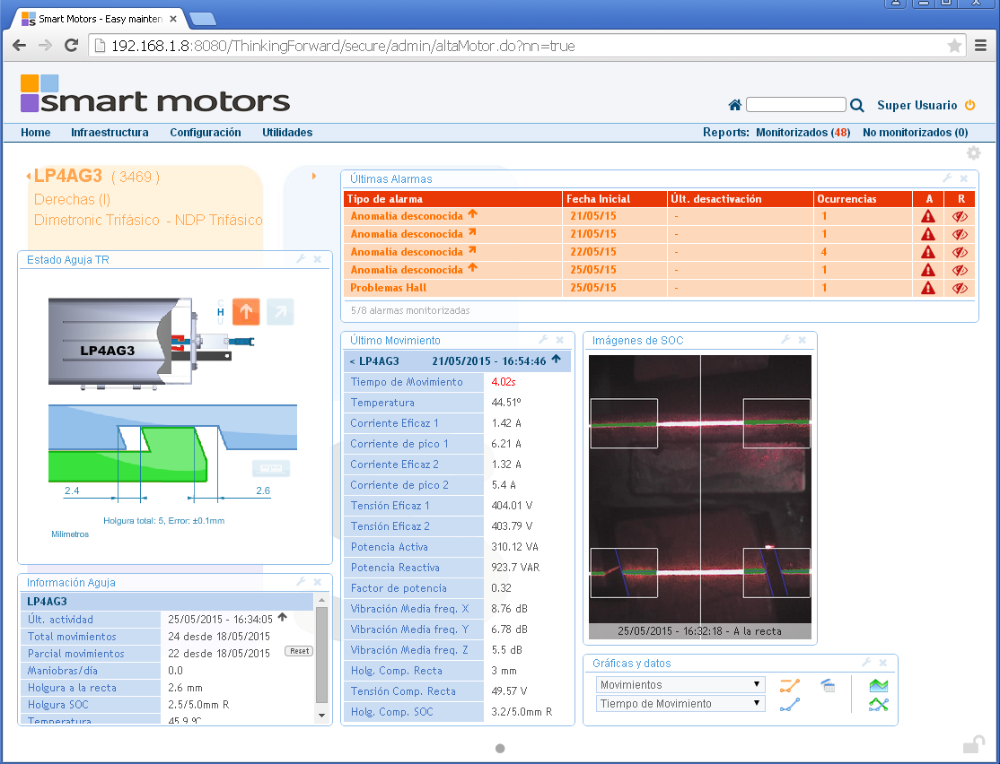 Smart Motors - Easy mainten
192.168.1.8:8080/ThinkingForward/secure/admin/altaMotor.do?nn=true
smart motors
Super Usuario
Home Infraestructura Configuración Utilidades
Reports: Monitorizados (48) No monitorizados (0)
LP4AG3 ( 3469 )
Derechas (I)
Dimetronic Trifásico - NDP Trifásico
Últimas Alarmas
Tipo de alarma Fecha Inicial Últ. desactivación Ocurrencias A R
Anomalía desconocida 21/05/15 - 1
Anomalía desconocida 21/05/15 - 1
Anomalía desconocida 22/05/15 - 4
Anomalía desconocida 25/05/15 - 1
Problemas Hall 25/05/15 - 1
5/8 alarmas monitorizadas
Estado Aguja TR
H
LP4AG3
2.4 2.6
Holgura total: 5, Error: ±0.1mm
Milímetros
Información Aguja
LP4AG3
Últ. actividad 25/05/2015 - 16:34:05
Total movimientos 24 desde 18/05/2015
Parcial movimientos 22 desde 18/05/2015 Reset
Maniobras/día 0.0
Holgura a la recta 2.6 mm
Holgura SOC 2.5/5.0mm R
Temperatura 45.9 ºC
Último Movimiento
< LP4AG3 21/05/2015 - 16:54:46
Tiempo de Movimiento 4.02s
Temperatura 44.51º
Corriente Eficaz 1 1.42 A
Corriente de pico 1 6.21 A
Corriente Eficaz 2 1.32 A
Corriente de pico 2 5.4 A
Tensión Eficaz 1 404.01 V
Tensión Eficaz 2 403.79 V
Potencia Activa 310.12 VA
Potencia Reactiva 923.7 VAR
Factor de potencia 0.32
Vibración Media freq. X 8.76 dB
Vibración Media freq. Y 6.78 dB
Vibración Media freq. Z 5.5 dB
Holg. Comp. Recta 3 mm
Tensión Comp. Recta 49.57 V
Holg. Comp. SOC 3.2/5.0mm R
Imágenes de SOC
25/05/2015 - 16:32:18 - A la recta
Gráficas y datos
Movimientos
Tiempo de Movimiento